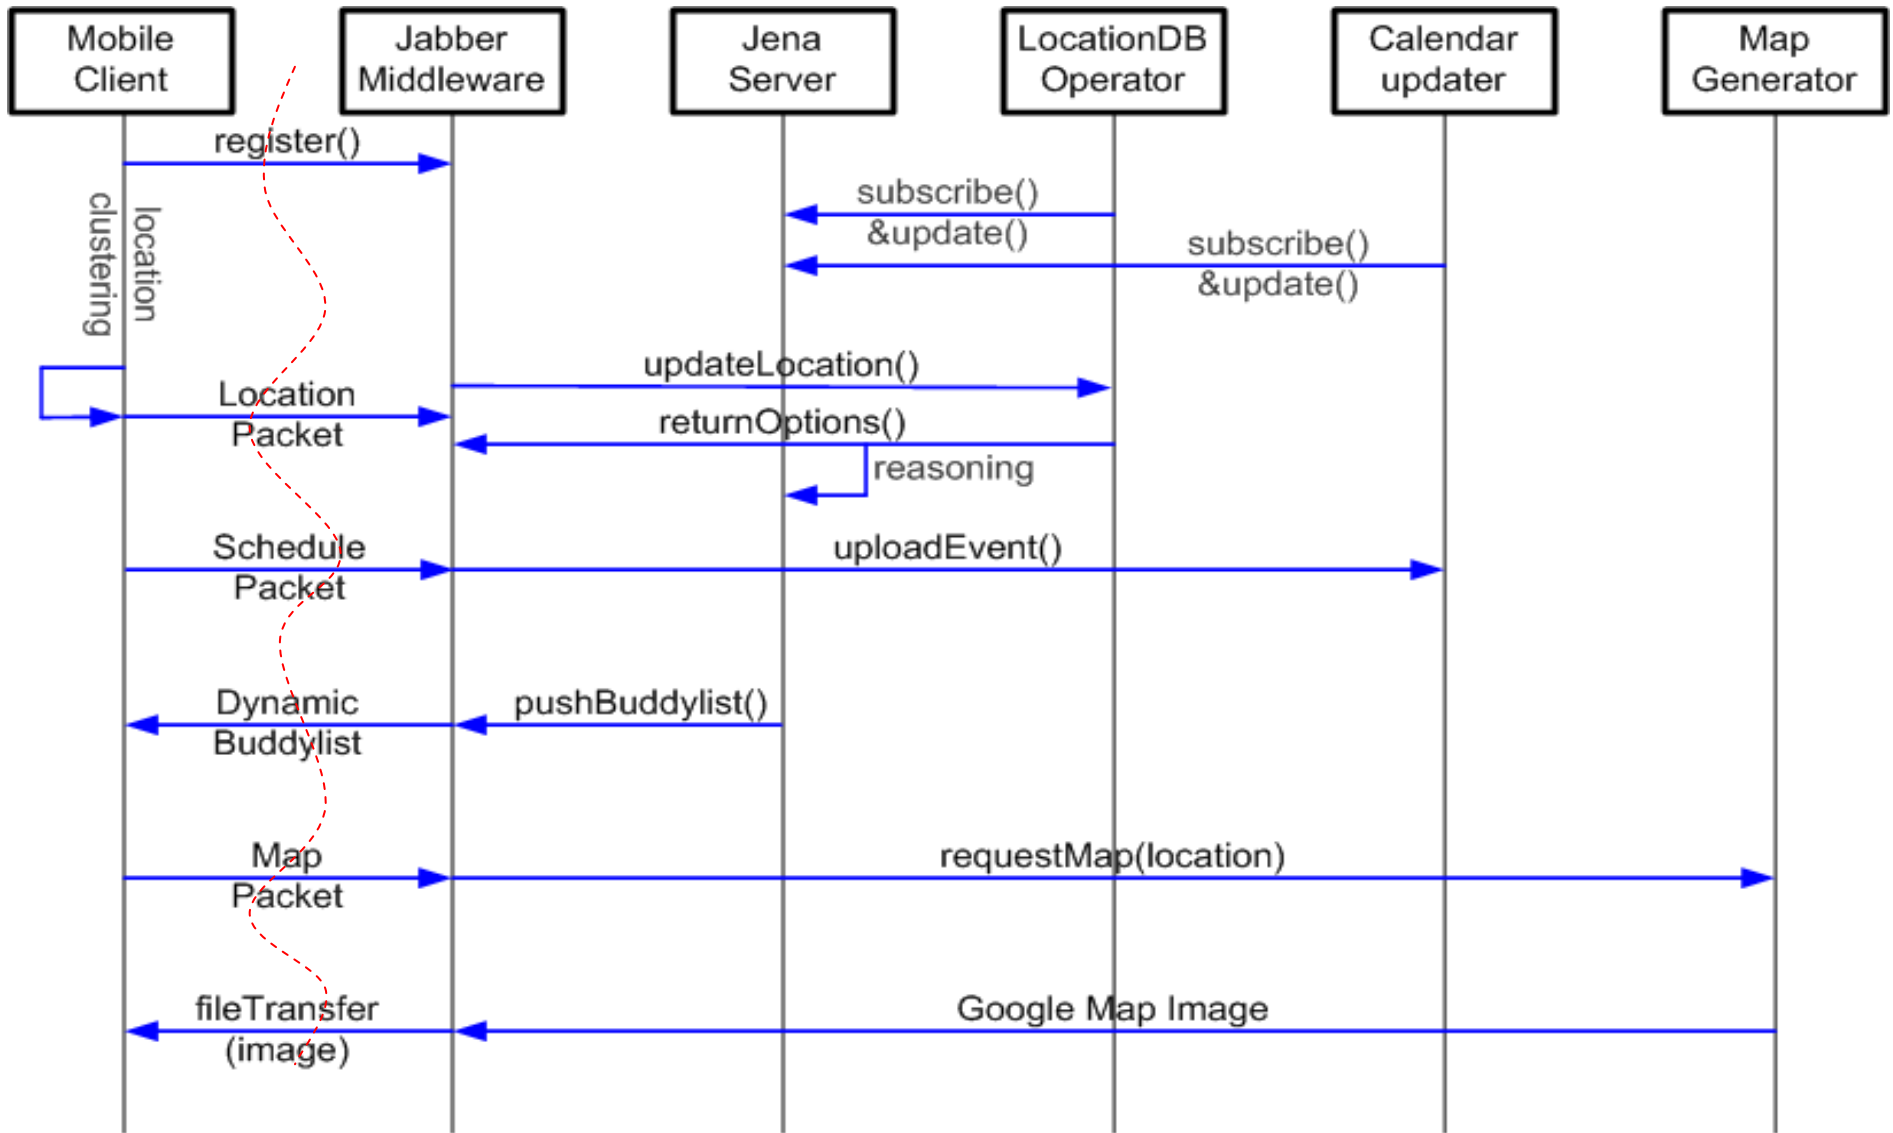 Mobile
Client
Jabber
Middleware
Jena
Server
LocationDB
Operator
Calendar
updater
Map
Generator
register()
location
clustering
subscribe()
&update()
subscribe()
&update()
updateLocation()
Location
Packet
returnOptions()
reasoning
Schedule
Packet
uploadEvent()
Dynamic
Buddylist
pushBuddylist()
Map
Packet
requestMap(location)
fileTransfer
(image)
Google Map Image